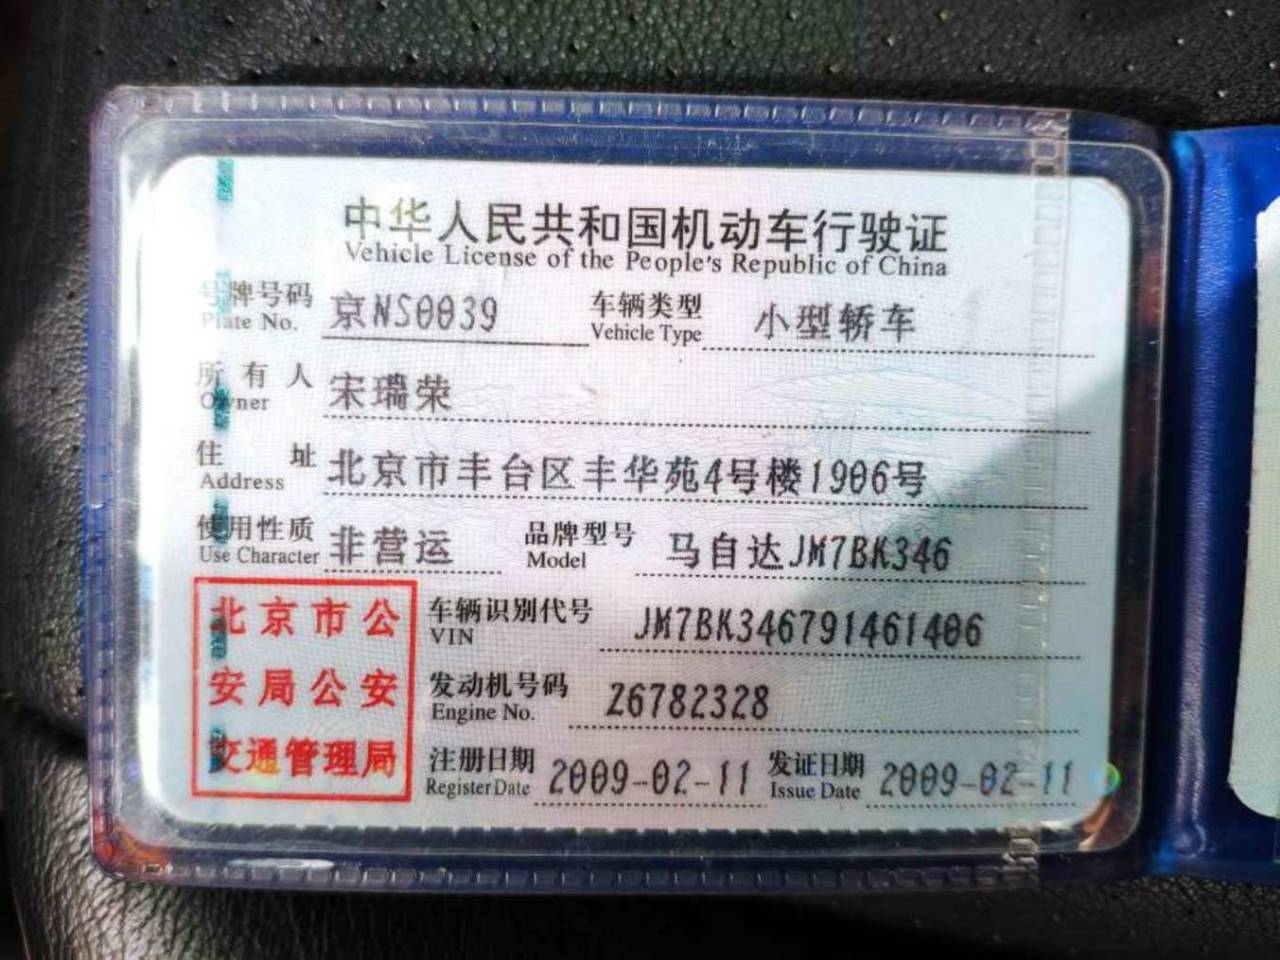 中华人民共和国机动车行驶证
Vehicle License of the People's Republic of China
号牌号码 京NS0039 车辆类型 小型轿车
Plate No. Vehicle Type
所有人 宋瑞荣
Owner
住址 北京市丰台区丰华苑4号楼1906号
Address
使用性质 非营运 品牌型号 马自达JM7BK346
Use Character Model
北京市公
安局公安
交通管理局
车辆识别代号 JM7BK346791461406
VIN
发动机号码 Z6782328
Engine No.
注册日期 2009-02-11 发证日期 2009-02-11
Register Date Issue Date